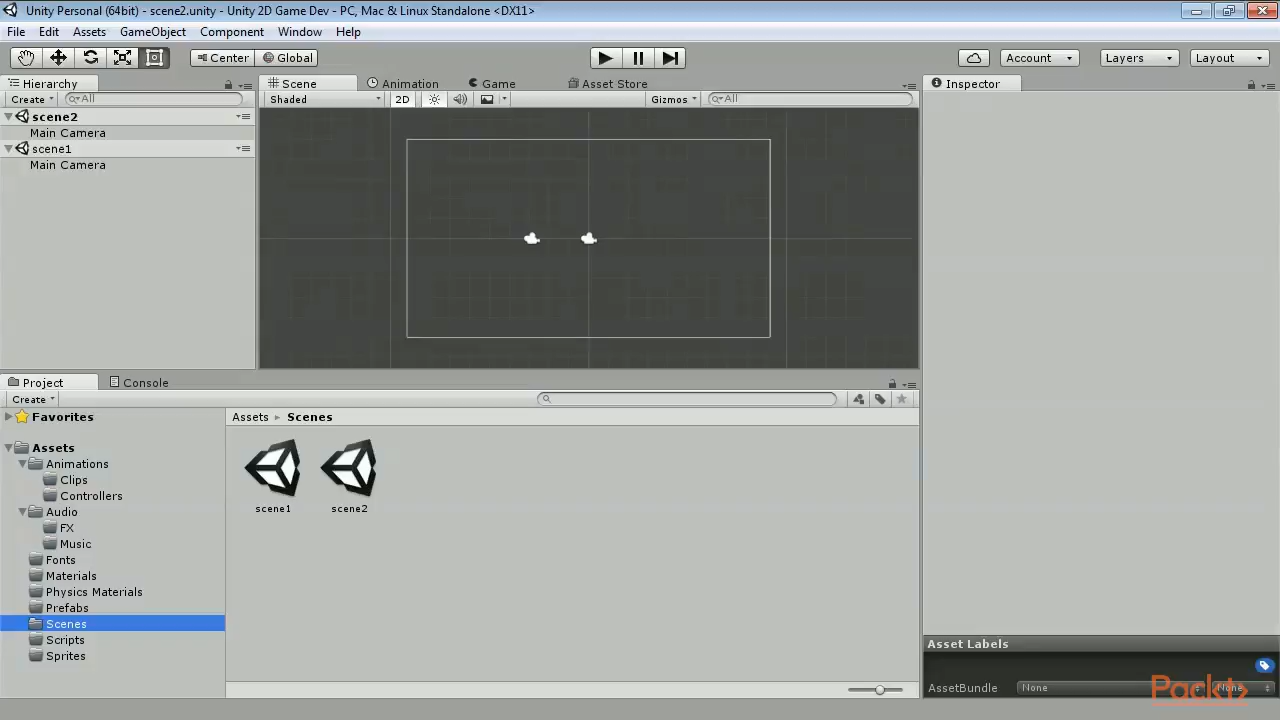 Unity Personal (64bit) - scene2.unity - Unity 2D Game Dev - PC, Mac & Linux Standalone <DX11>
File Edit Assets GameObject Component Window Help
Center Global Account Layers Layout
Hierarchy Scene Animation Game Asset Store Inspector
Create All Shaded 2D Gizmos All
scene2
Main Camera
scene1
Main Camera
Project Console
Create
Favorites
Assets Scenes
Assets
Animations
Clips
Controllers
Audio
FX
Music
Fonts
Materials
Physics Materials
Prefabs
Scenes
Scripts
Sprites
scene1 scene2
Asset Labels
AssetBundle None None
Packt